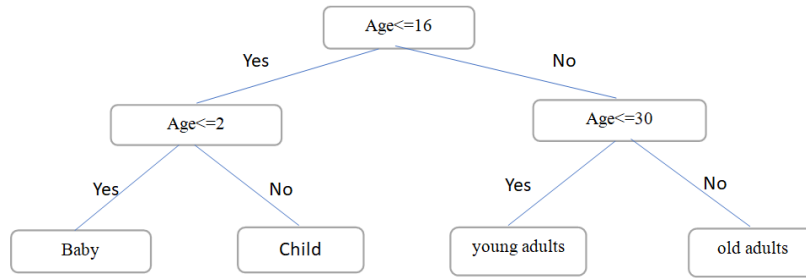 Age<=16
Yes
No
Age<=2
Age<=30
Yes
No
Yes
No
Baby
Child
young adults
old adults